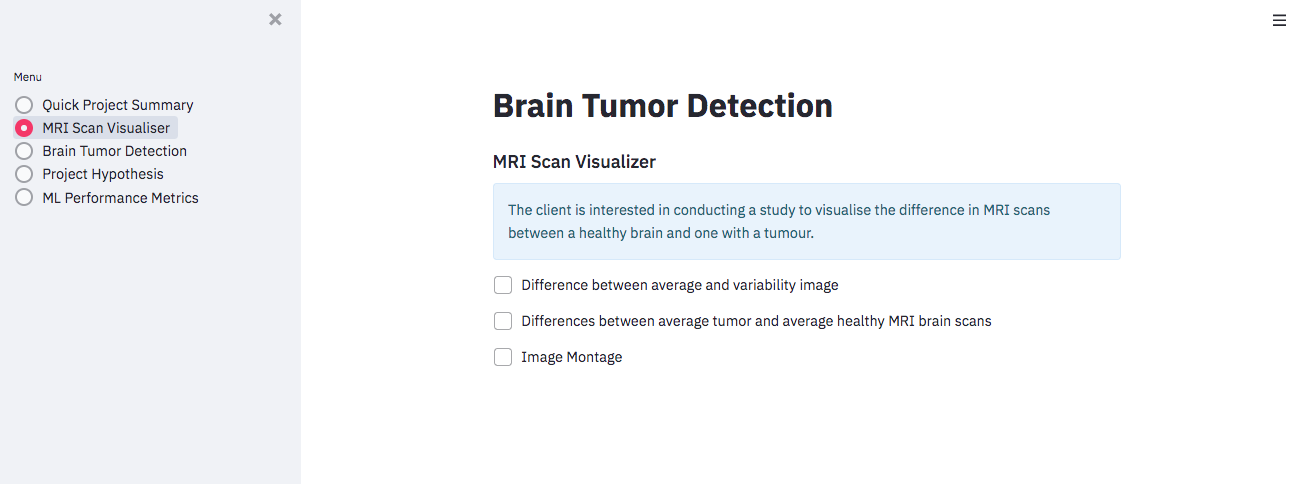 Menu
Quick Project Summary
MRI Scan Visualiser
Brain Tumor Detection
Project Hypothesis
ML Performance Metrics
Brain Tumor Detection
MRI Scan Visualizer
The client is interested in conducting a study to visualise the difference in MRI scans
between a healthy brain and one with a tumour.
Difference between average and variability image
Differences between average tumor and average healthy MRI brain scans
Image Montage